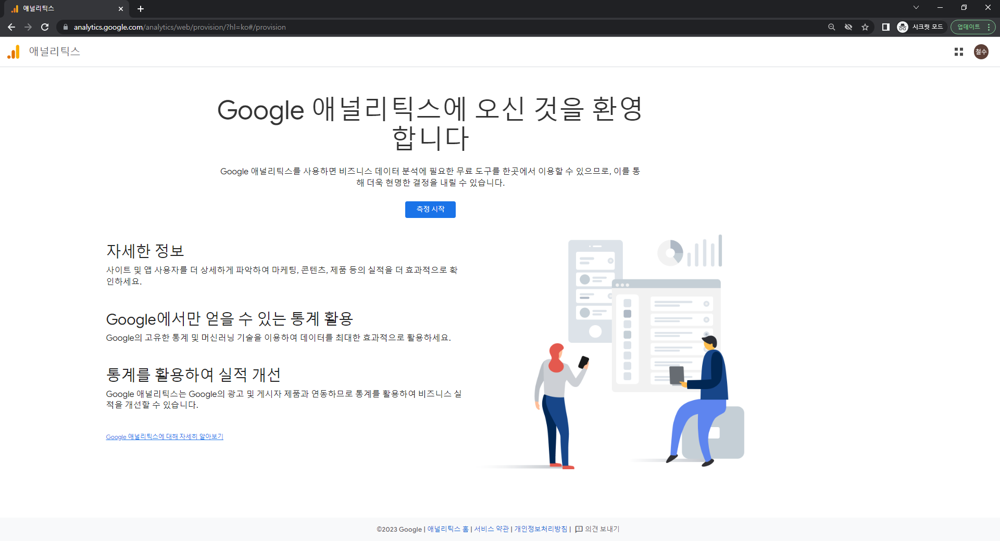 애널리틱스
analytics.google.com/analytics/web/provision/?hl=ko#/provision
시크릿 모드
업데이트
애널리틱스
철수
Google 애널리틱스에 오신 것을 환영
합니다
Google 애널리틱스를 사용하면 비즈니스 데이터 분석에 필요한 무료 도구를 한곳에서 이용할 수 있으므로, 이를 통
해 더욱 현명한 결정을 내릴 수 있습니다.
측정 시작
자세한 정보
사이트 및 앱 사용자를 더 상세하게 파악하여 마케팅, 콘텐츠, 제품 등의 실적을 더 효과적으로 확
인하세요.
Google에서만 얻을 수 있는 통계 활용
Google의 고유한 통계 및 머신러닝 기술을 이용하여 데이터를 최대한 효과적으로 활용하세요.
통계를 활용하여 실적 개선
Google 애널리틱스는 Google의 광고 및 게시자 제품과 연동하므로 통계를 활용하여 비즈니스 실
적을 개선할 수 있습니다.
Google 애널리틱스에 대해 자세히 알아보기
©2023 Google | 애널리틱스 홈 | 서비스 약관 | 개인정보처리방침 | 의견 보내기